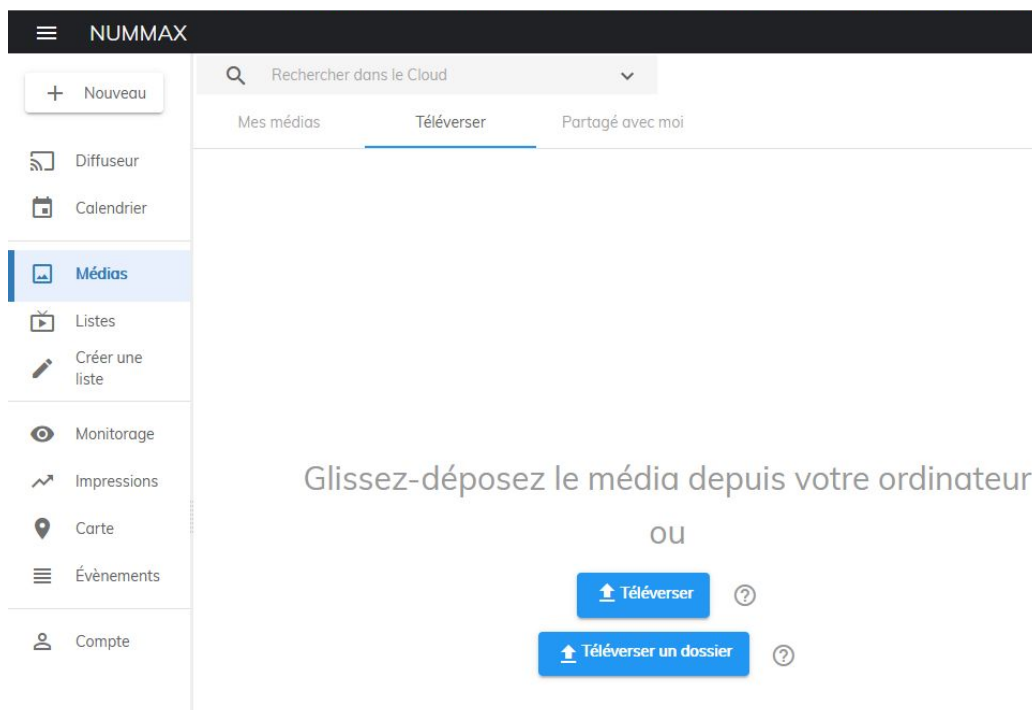 NUMMAX
Nouveau
Rechercher dans le Cloud
Mes médias
Téléverser
Partagé avec moi
Diffuseur
Calendrier
Médias
Listes
Créer une
liste
Monitorage
Impressions
Carte
Évènements
Compte
Glissez-déposez le média depuis votre ordinateur
ou
Téléverser
Téléverser un dossier